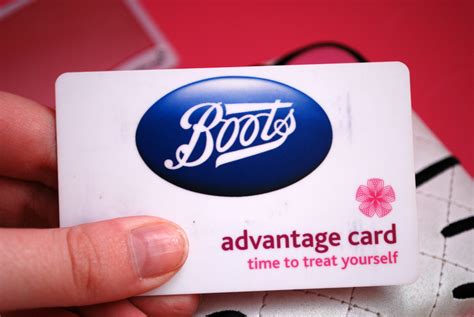 Boots
advantage card
time to treat yourself